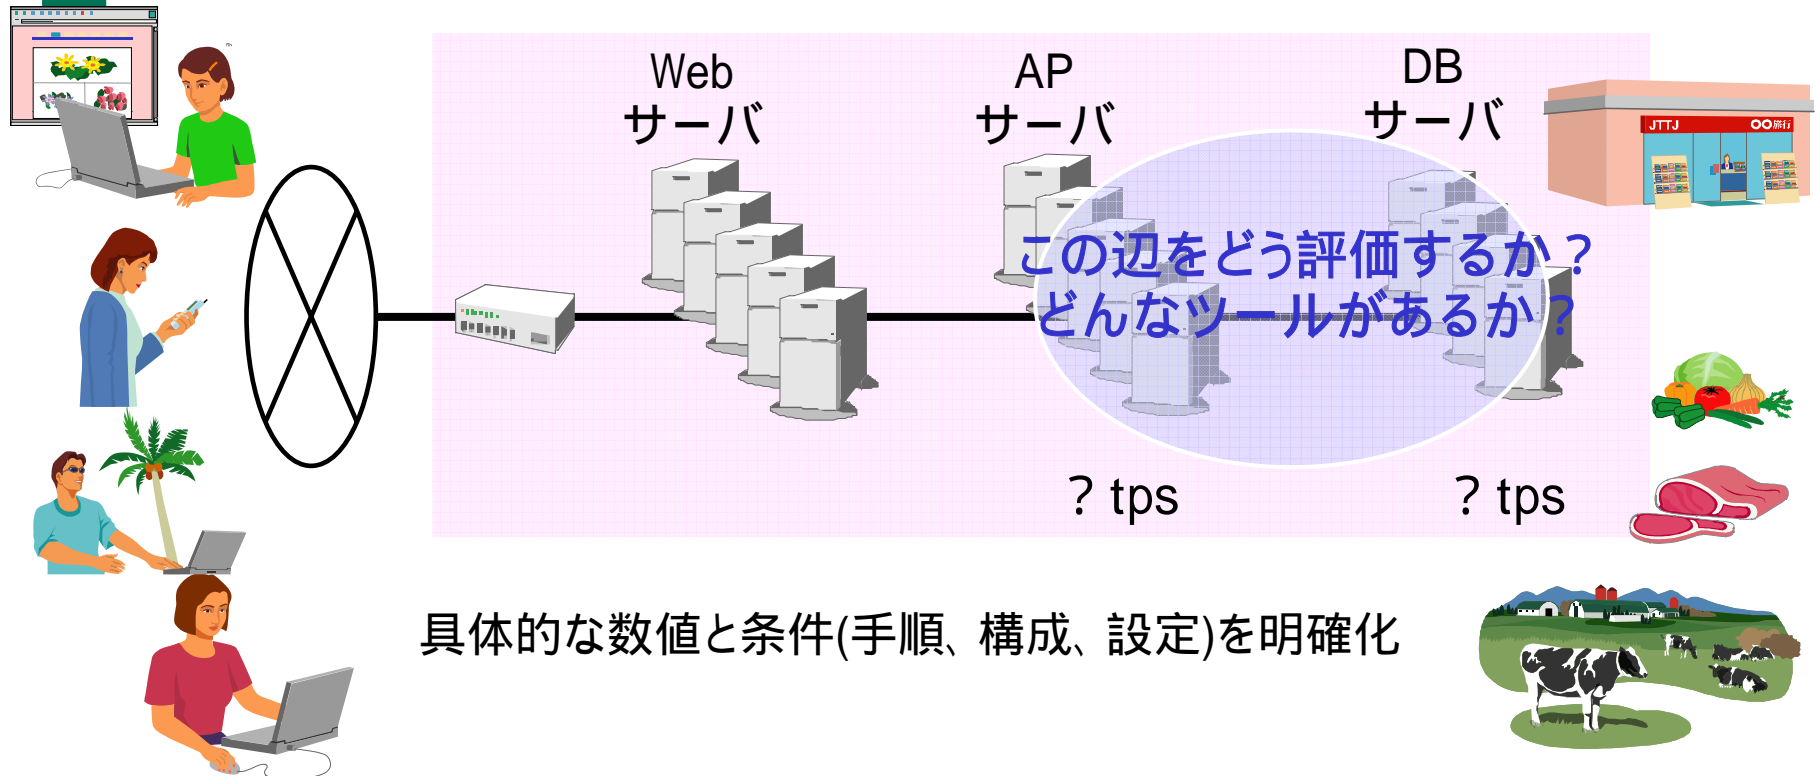 Web
サーバ
AP
サーバ
DB
サーバ
JTTJ 〇〇旅行
この辺をどう評価するか？
どんなツールがあるか？
？tps
？tps
具体的な数値と条件(手順、構成、設定)を明確化